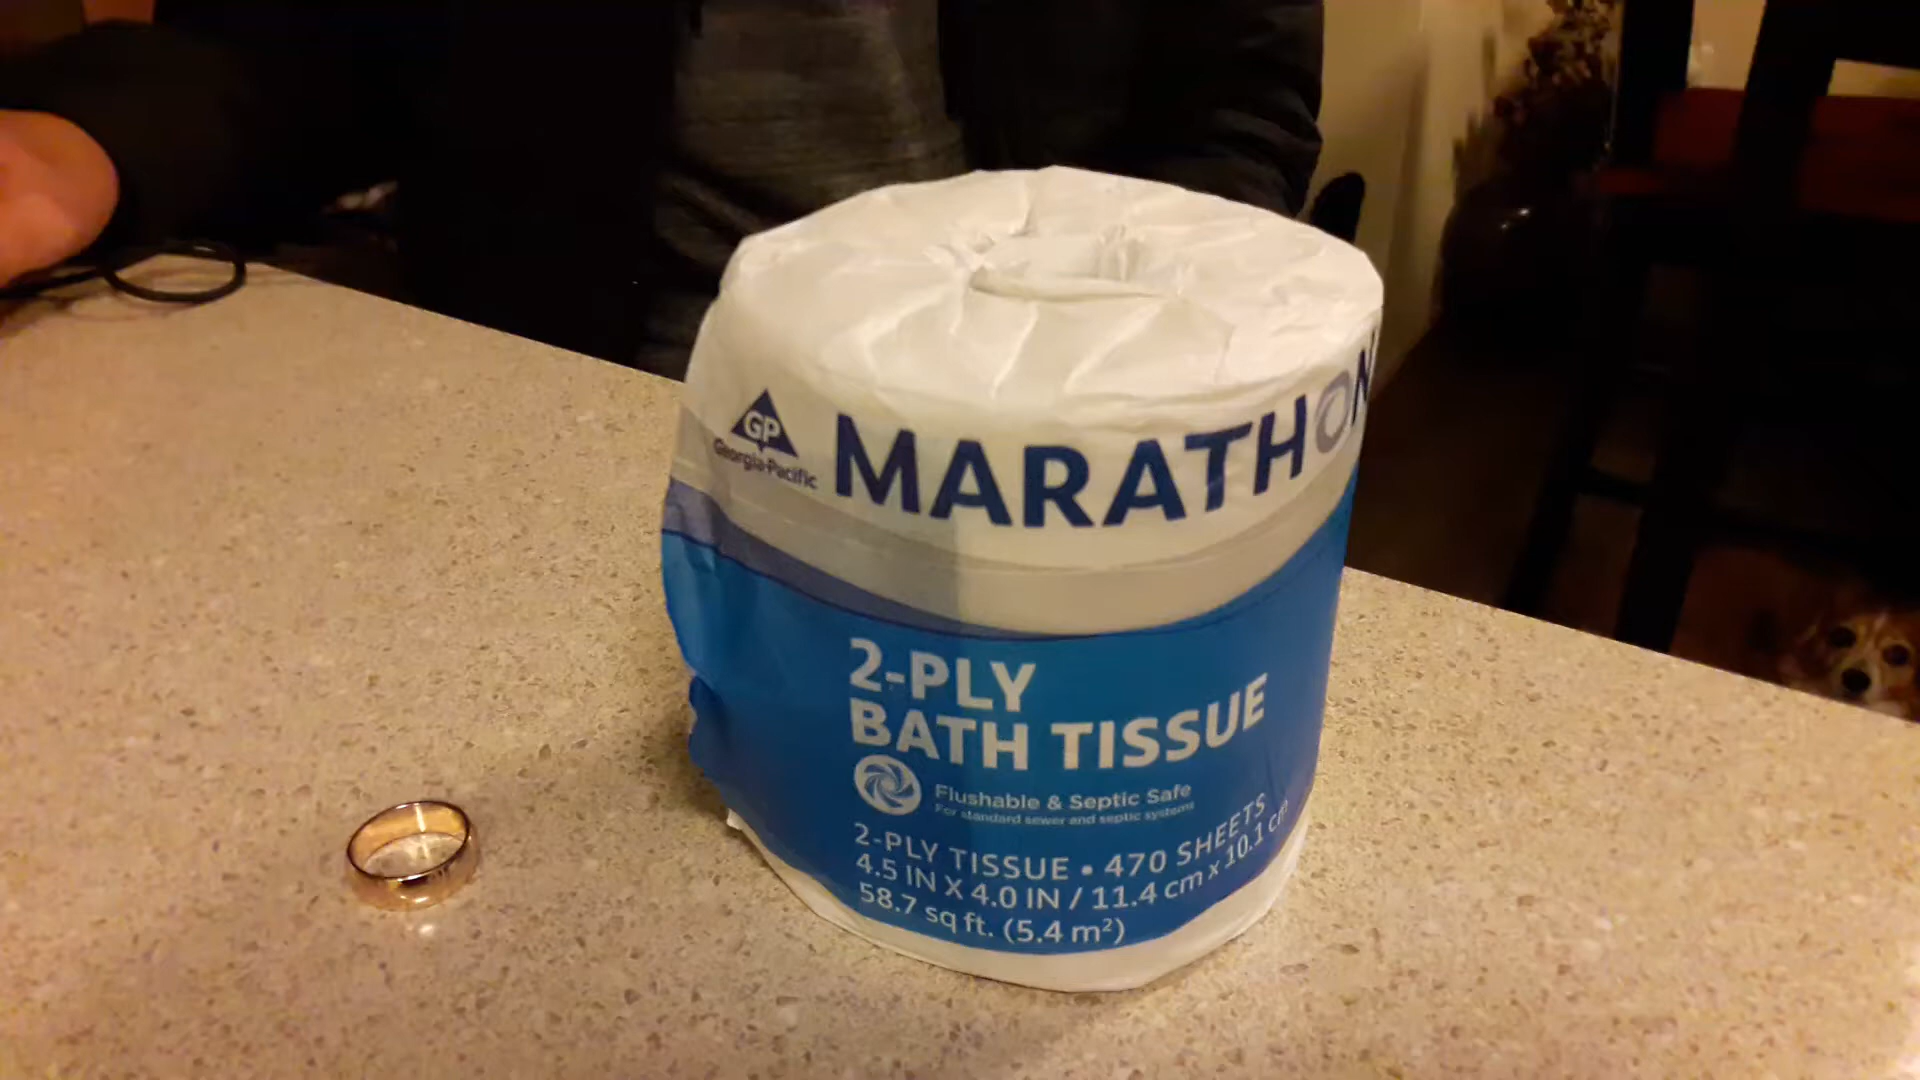 GP
Georgia-Pacific
MARATHON
2-PLY
BATH TISSUE
Flushable & Septic Safe
For standard sewer and septic systems
2-PLY TISSUE • 470 SHEETS
4.5 IN X 4.0 IN / 11.4 cm x 10.1 cm
58.7 sq ft. (5.4 m²)